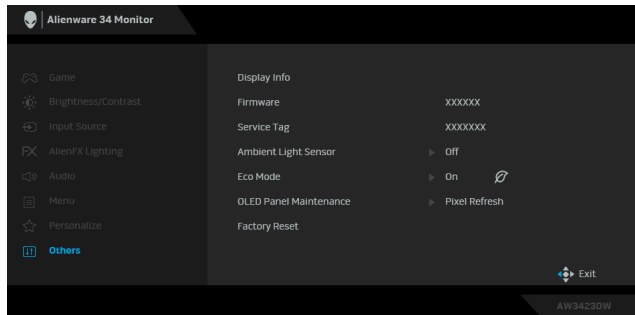 Alienware 34 Monitor
Game
Brightness/Contrast
Input Source
FX AlienFX Lighting
Audio
Menu
Personalize
Others
Display Info
Firmware XXXXXX
Service Tag XXXXXXX
Ambient Light Sensor Off
Eco Mode On
OLED Panel Maintenance Pixel Refresh
Factory Reset
Exit
AW3423DW